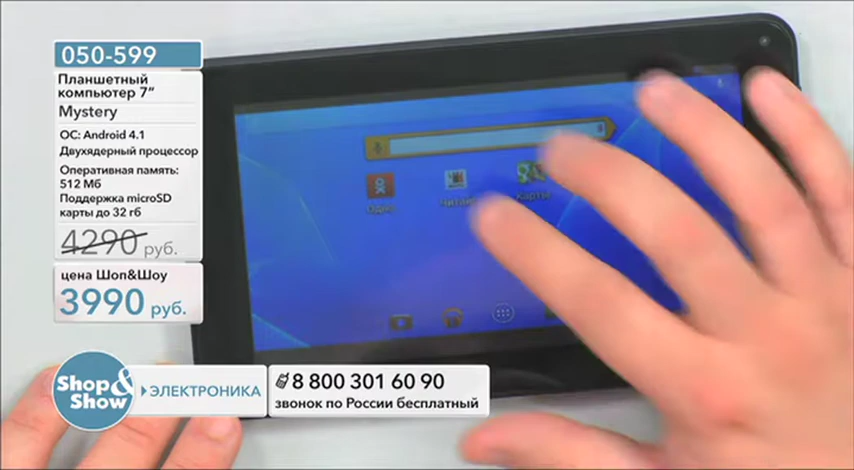 050-599
Планшетный
компьютер 7”
Mystery
ОС: Android 4.1
Двухядерный процессор
Оперативная память:
512 Мб
Поддержка microSD
карты до 32 гб
4290 руб.
цена Шоп&Шоу
3990 руб.
Shop&
Show
ЭЛЕКТРОНИКА
8 800 301 60 90
звонок по России бесплатный